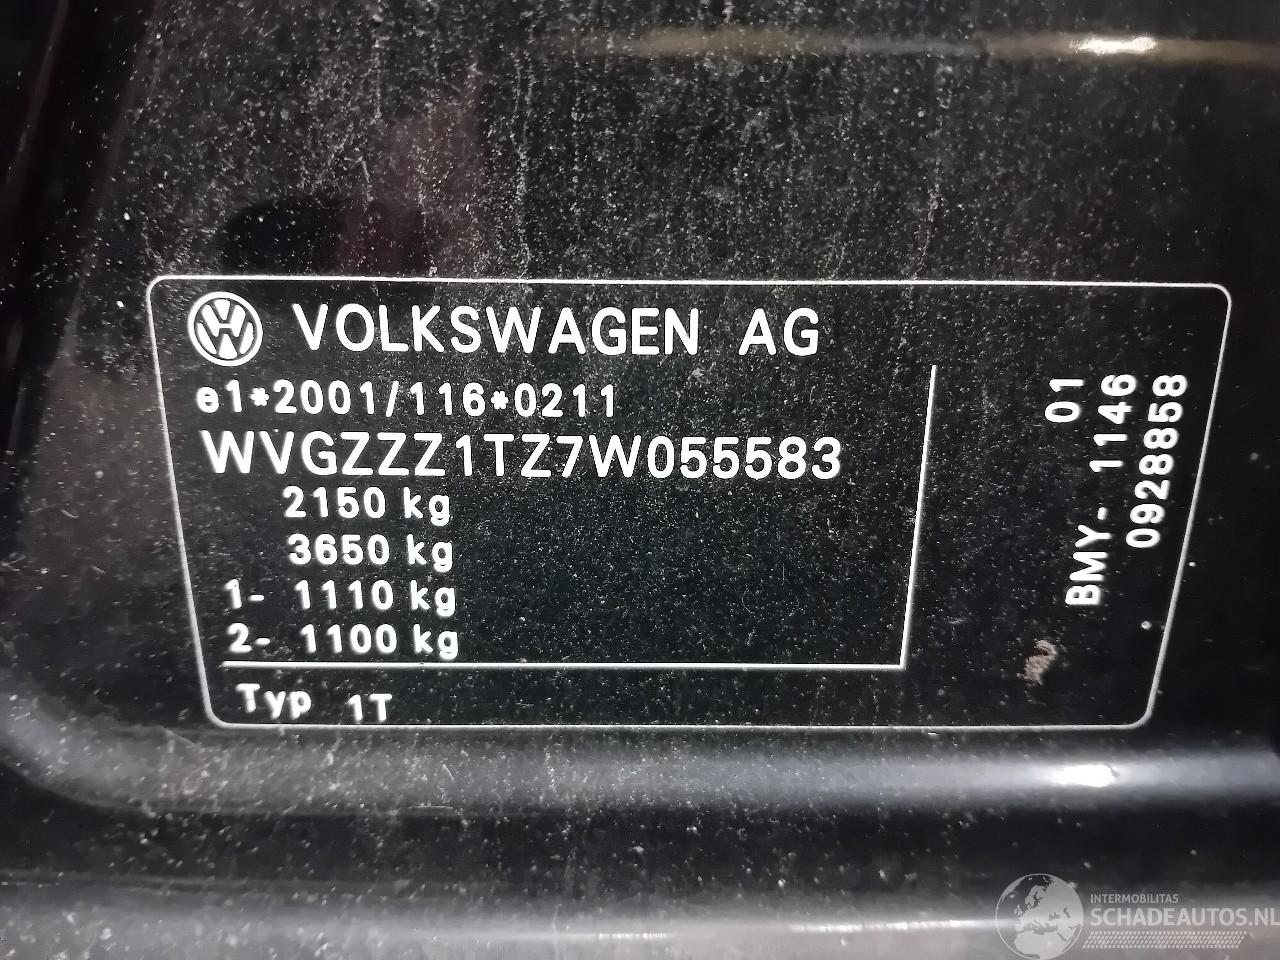 VOLKSWAGEN AG
e1*2001/116*0211
WVGZZZ1TZ7W055583
2150 kg
3650 kg
1- 1110 kg
2- 1100 kg
Typ 1T
01
BMY- 1146
0928858
INTERMOBILITAS
SCHADEAUTOS.NL